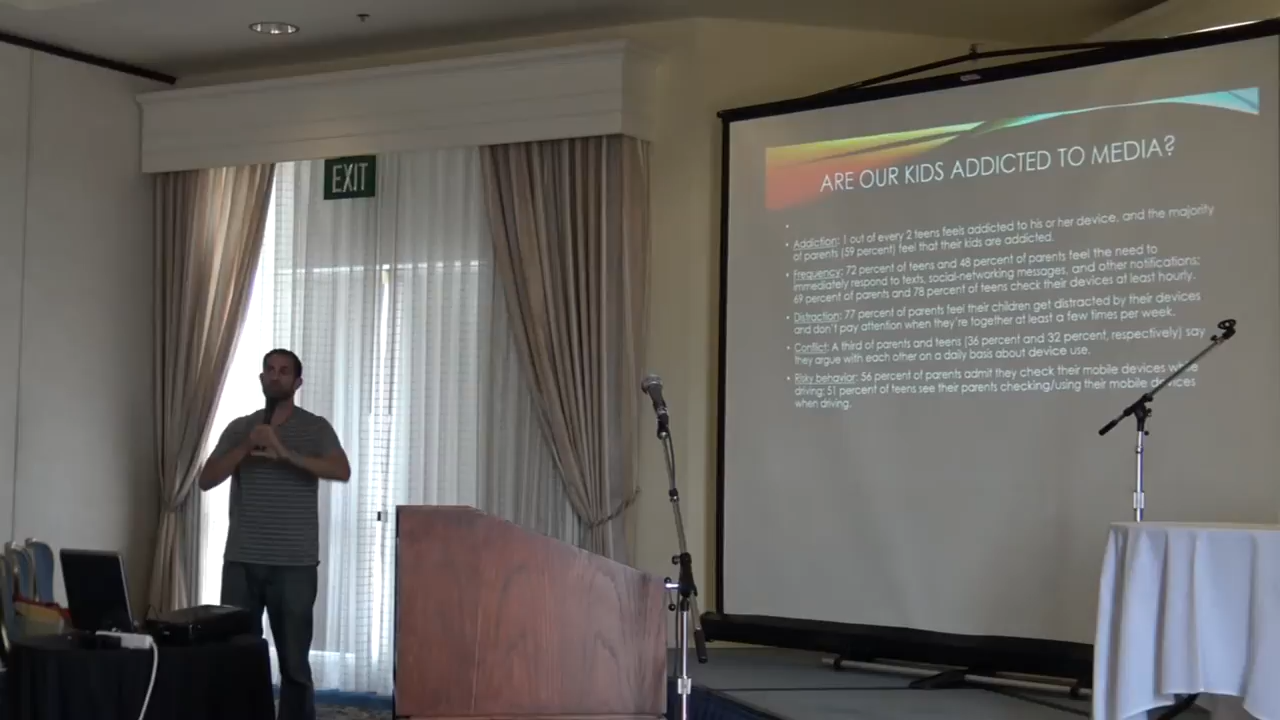 EXIT
ARE OUR KIDS ADDICTED TO MEDIA?
Addiction: 1 out of every 2 teens feels addicted to his or her device, and the majority
of parents (59 percent) feel that their kids are addicted.
Frequency: 72 percent of teens and 48 percent of parents feel the need to
immediately respond to texts, social-networking messages, and other notifications;
69 percent of parents and 78 percent of teens check their devices at least hourly.
Distraction: 77 percent of parents feel their children get distracted by their devices
and don't pay attention when they're together at least a few times per week.
Conflict: A third of parents and teens (36 percent and 32 percent, respectively) say
they argue with each other on a daily basis about device use.
Risky behavior: 56 percent of parents admit they check their mobile devices while
driving; 51 percent of teens see their parents checking/using their mobile devices
when driving.